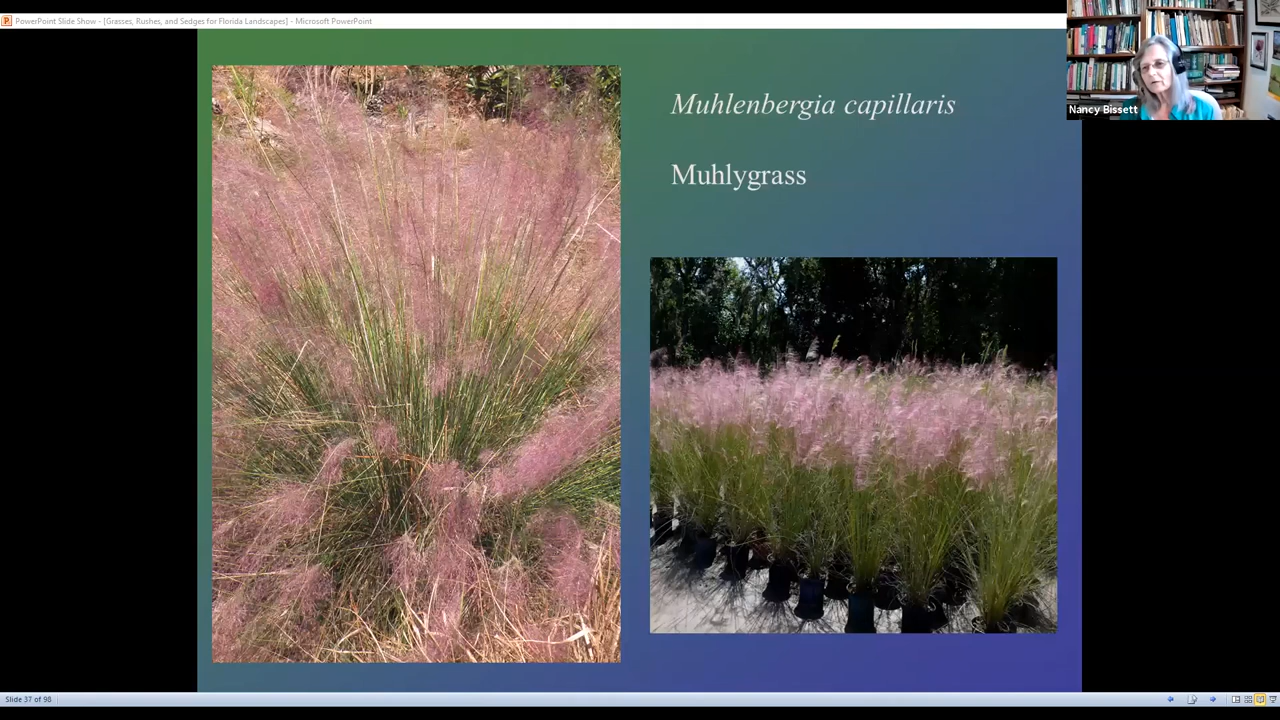 PowerPoint Slide Show - [Grasses, Rushes, and Sedges for Florida Landscapes] - Microsoft PowerPoint
Nancy Bissett
Muhlenbergia capillaris
Muhlygrass
Slide 37 of 98